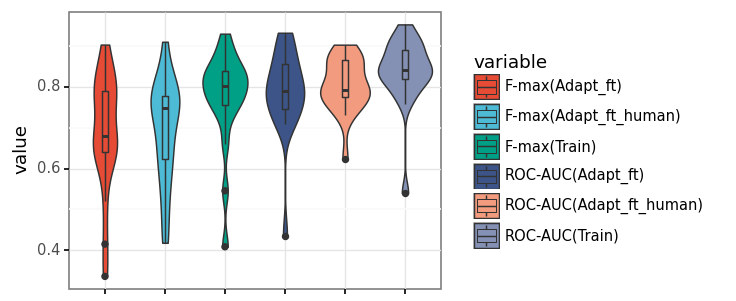 value
0.8
0.6
0.4
variable
F-max(Adapt_ft)
F-max(Adapt_ft_human)
F-max(Train)
ROC-AUC(Adapt_ft)
ROC-AUC(Adapt_ft_human)
ROC-AUC(Train)